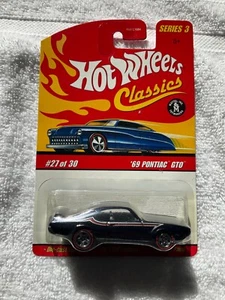 SERIES 3
Hot Wheels
Classics
#27 of 30
'69 PONTIAC GTO